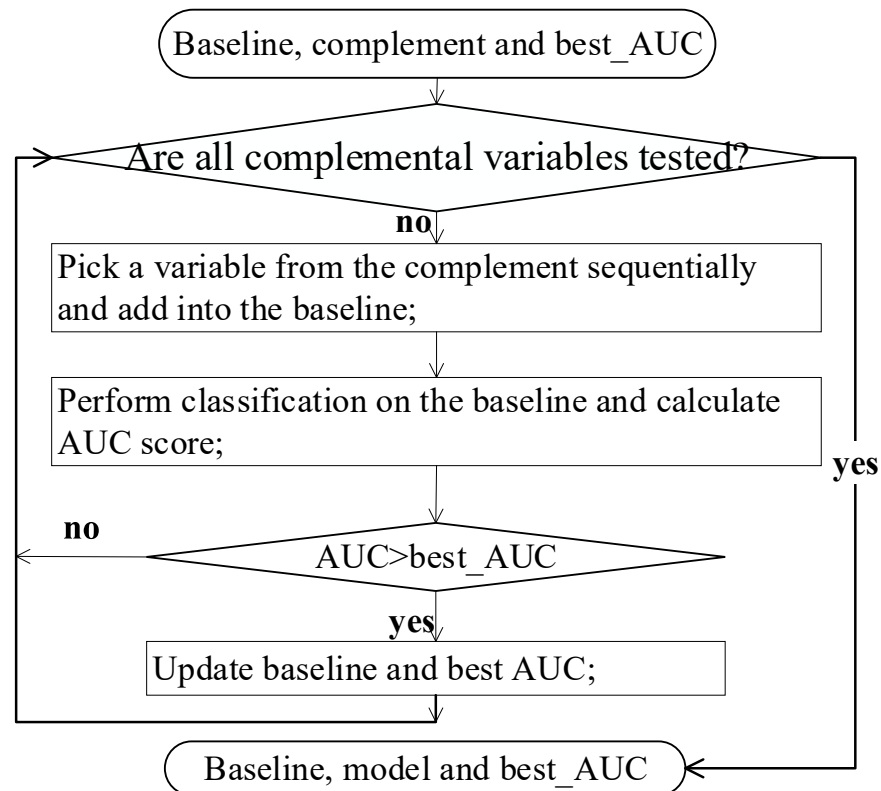 Baseline, complement and best_AUC
Are all complemental variables tested?
no
Pick a variable from the complement sequentially
and add into the baseline;
Perform classification on the baseline and calculate
AUC score;
yes
no
AUC>best_AUC
yes
Update baseline and best AUC;
Baseline, model and best_AUC